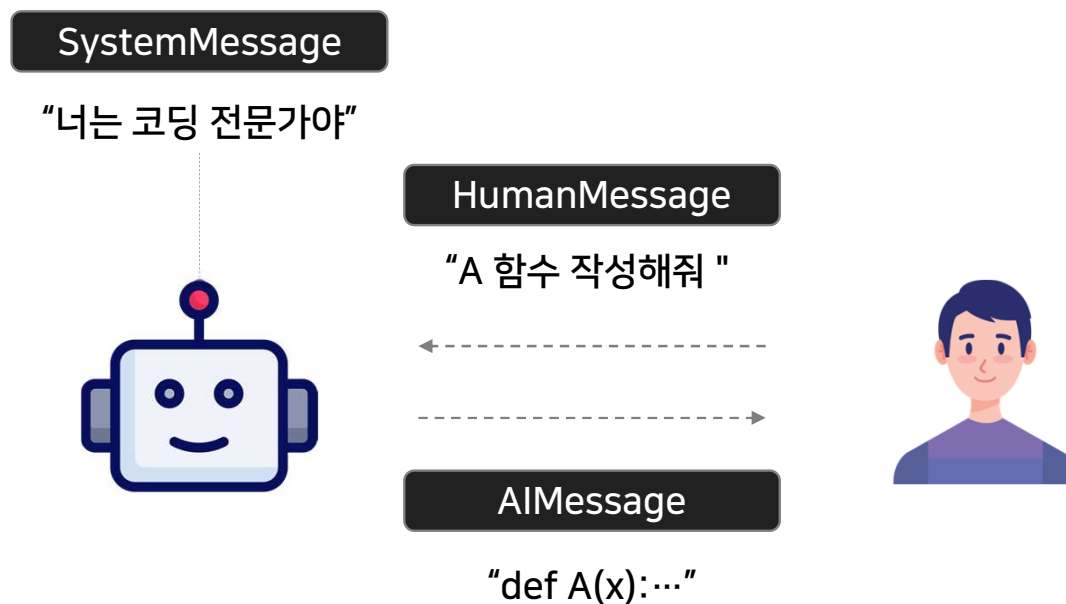 SystemMessage
“너는 코딩 전문가야”
HumanMessage
“A 함수 작성해줘 "
AIMessage
“def A(x):…”